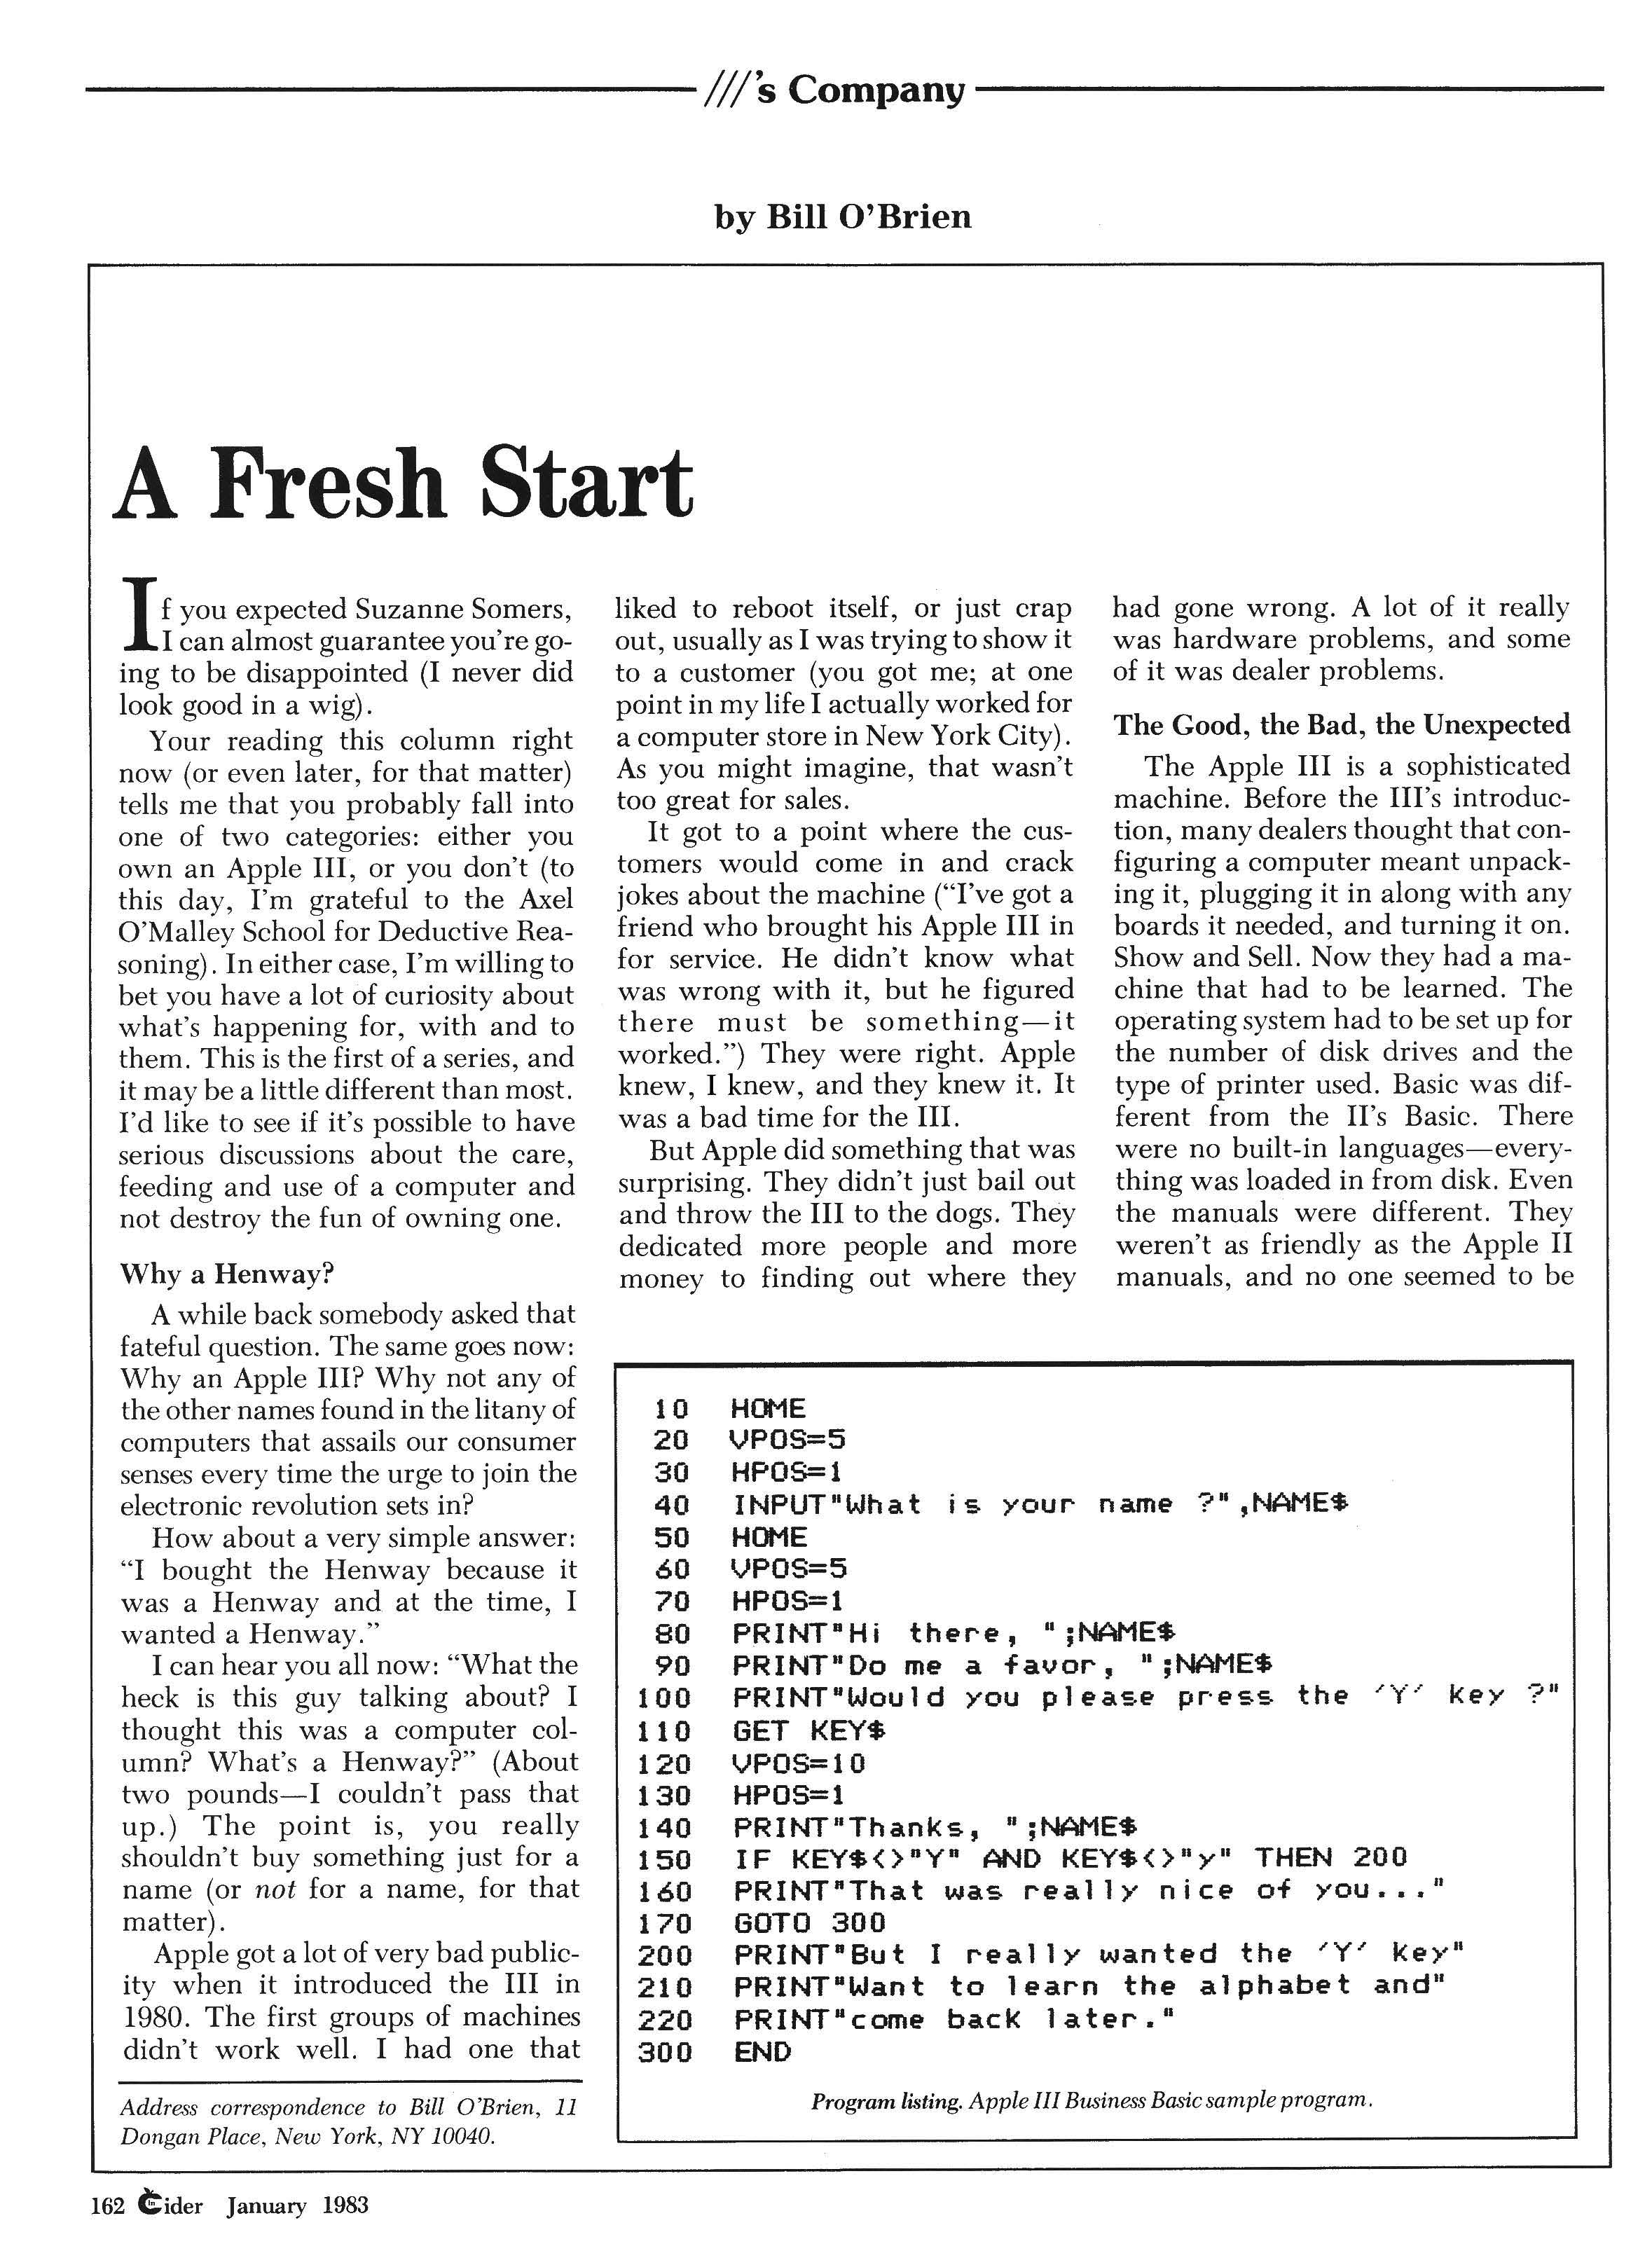 ///'s Company
by Bill O'Brien
A Fresh Start
If you expected Suzanne Somers,
I can almost guarantee you're go-
ing to be disappointed (I never did
look good in a wig).
Your reading this column right
now (or even later, for that matter)
tells me that you probably fall into
one of two categories: either you
own an Apple III, or you don't (to
this day, I'm grateful to the Axel
O'Malley School for Deductive Rea-
soning). In either case, I'm willing to
bet you have a lot of curiosity about
what's happening for, with and to
them. This is the first of a series, and
it may be a little different than most.
I'd like to see if it's possible to have
serious discussions about the care,
feeding and use of a computer and
not destroy the fun of owning one.
Why a Henway?
A while back somebody asked that
fateful question. The same goes now:
Why an Apple III? Why not any of
the other names found in the litany of
computers that assails our consumer
senses every time the urge to join the
electronic revolution sets in?
How about a very simple answer:
"I bought the Henway because it
was a Henway and at the time, I
wanted a Henway."
I can hear you all now: "What the
heck is this guy talking about? I
thought this was a computer col-
umn? What's a Henway?" (About
two pounds—I couldn't pass that
up.) The point is, you really
shouldn't buy something just for a
name (or not for a name, for that
matter).
Apple got a lot of very bad public-
ity when it introduced the III in
1980. The first groups of machines
didn't work well. I had one that
Address correspondence to Bill O'Brien, 11
Dongan Place, New York, NY 10040.
liked to reboot itself, or just crap
out, usually as I was trying to show it
to a customer (you got me; at one
point in my life I actually worked for
a computer store in New York City).
As you might imagine, that wasn't
too great for sales.
It got to a point where the cus-
tomers would come in and crack
jokes about the machine ("I've got a
friend who brought his Apple III in
for service. He didn't know what
was wrong with it, but he figured
there must be something—it
worked.") They were right. Apple
knew, I knew, and they knew it. It
was a bad time for the III.
But Apple did something that was
surprising. They didn't just bail out
and throw the III to the dogs. They
dedicated more people and more
money to finding out where they
had gone wrong. A lot of it really
was hardware problems, and some
of it was dealer problems.
The Good, the Bad, the Unexpected
The Apple III is a sophisticated
machine. Before the III's introduc-
tion, many dealers thought that con-
figuring a computer meant unpack-
ing it, plugging it in along with any
boards it needed, and turning it on.
Show and Sell. Now they had a ma-
chine that had to be learned. The
operating system had to be set up for
the number of disk drives and the
type of printer used. Basic was dif-
ferent from the II's Basic. There
were no built-in languages—every-
thing was loaded in from disk. Even
the manuals were different. They
weren't as friendly as the Apple II
manuals, and no one seemed to be
10 HOME
20 VPOS=5
30 HPOS=1
40 INPUT"What is your name ?",NAME$
50 HOME
60 VPOS=5
70 HPOS=1
80 PRINT"Hi there, ";NAME$
90 PRINT"Do me a favor, ";NAME$
100 PRINT"Would you please press the 'Y' key ?"
110 GET KEY$
120 VPOS=10
130 HPOS=1
140 PRINT"Thanks, ";NAME$
150 IF KEY$<>"Y" AND KEY$<>"y" THEN 200
160 PRINT"That was really nice of you..."
170 GOTO 300
200 PRINT"But I really wanted the 'Y' key"
210 PRINT"Want to learn the alphabet and"
220 PRINT"come back later."
300 END
Program listing. Apple III Business Basic sample program.
162 inCider January 1983